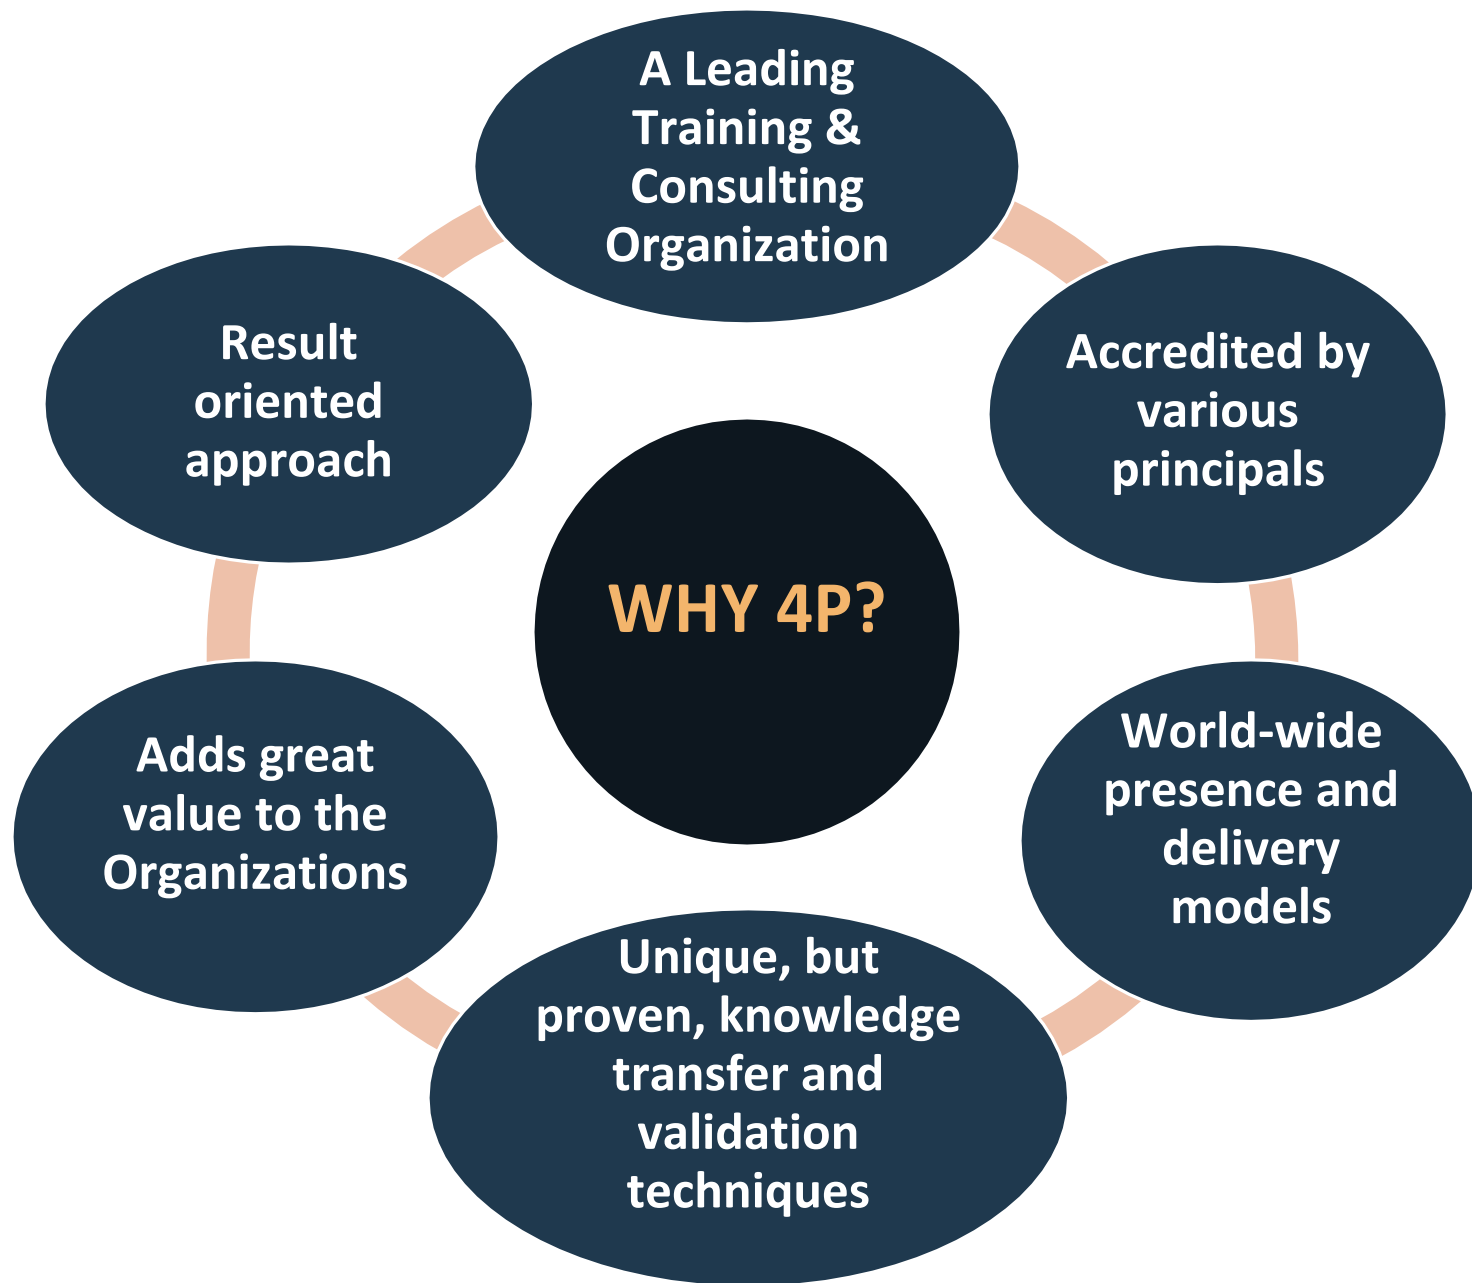 A Leading
Training &
Consulting
Organization
Accredited by
various
principals
World-wide
presence and
delivery
models
Unique, but
proven, knowledge
transfer and
validation
techniques
Adds great
value to the
Organizations
Result
oriented
approach
WHY 4P?